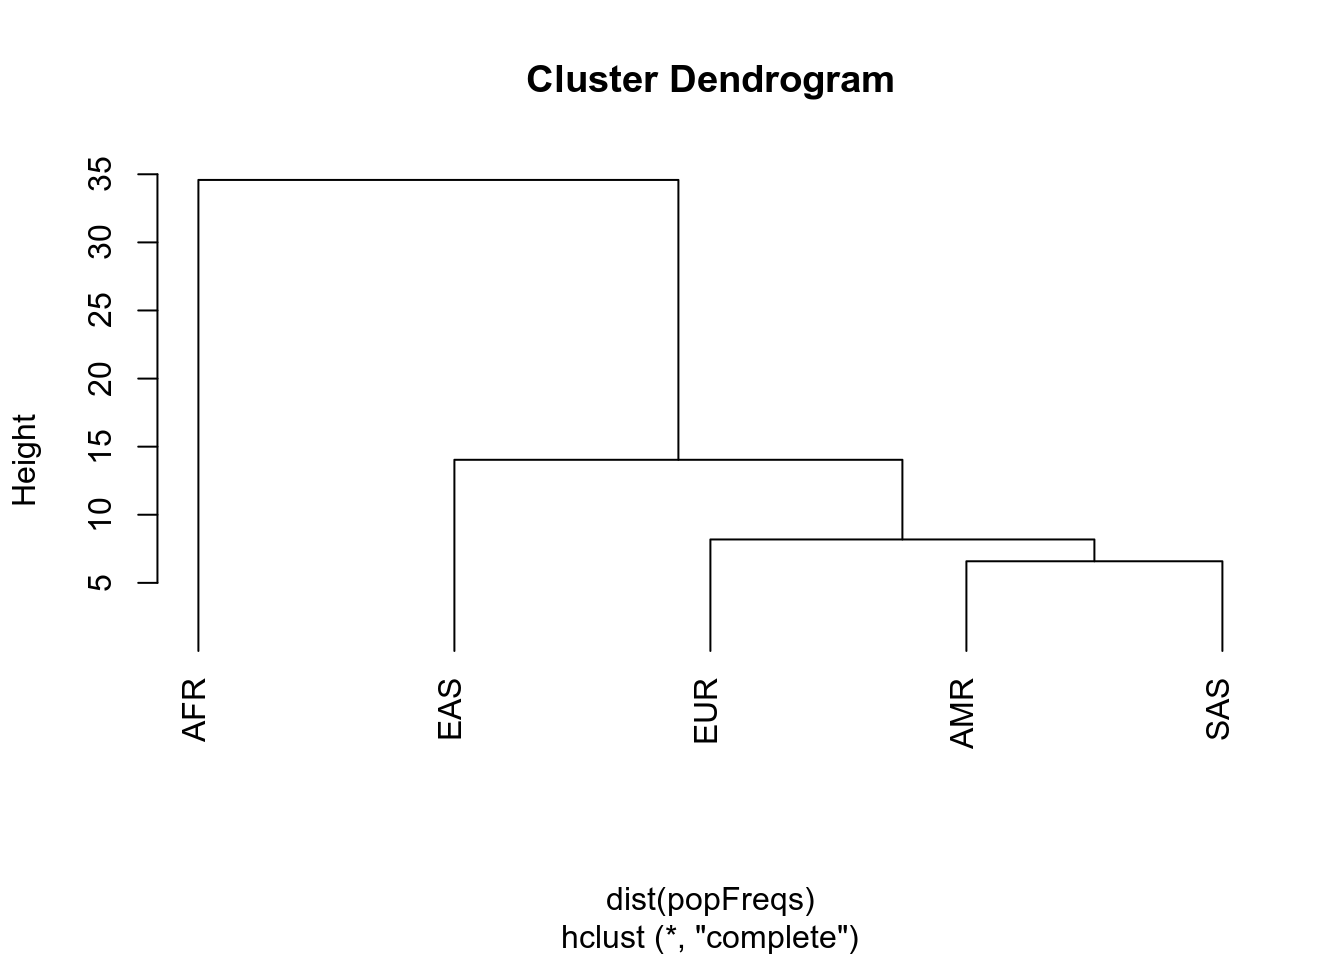 Cluster Dendrogram
Height
35
30
25
20
15
10
5
AFR
EAS
EUR
AMR
SAS
dist(popFreqs)
hclust (*, "complete")